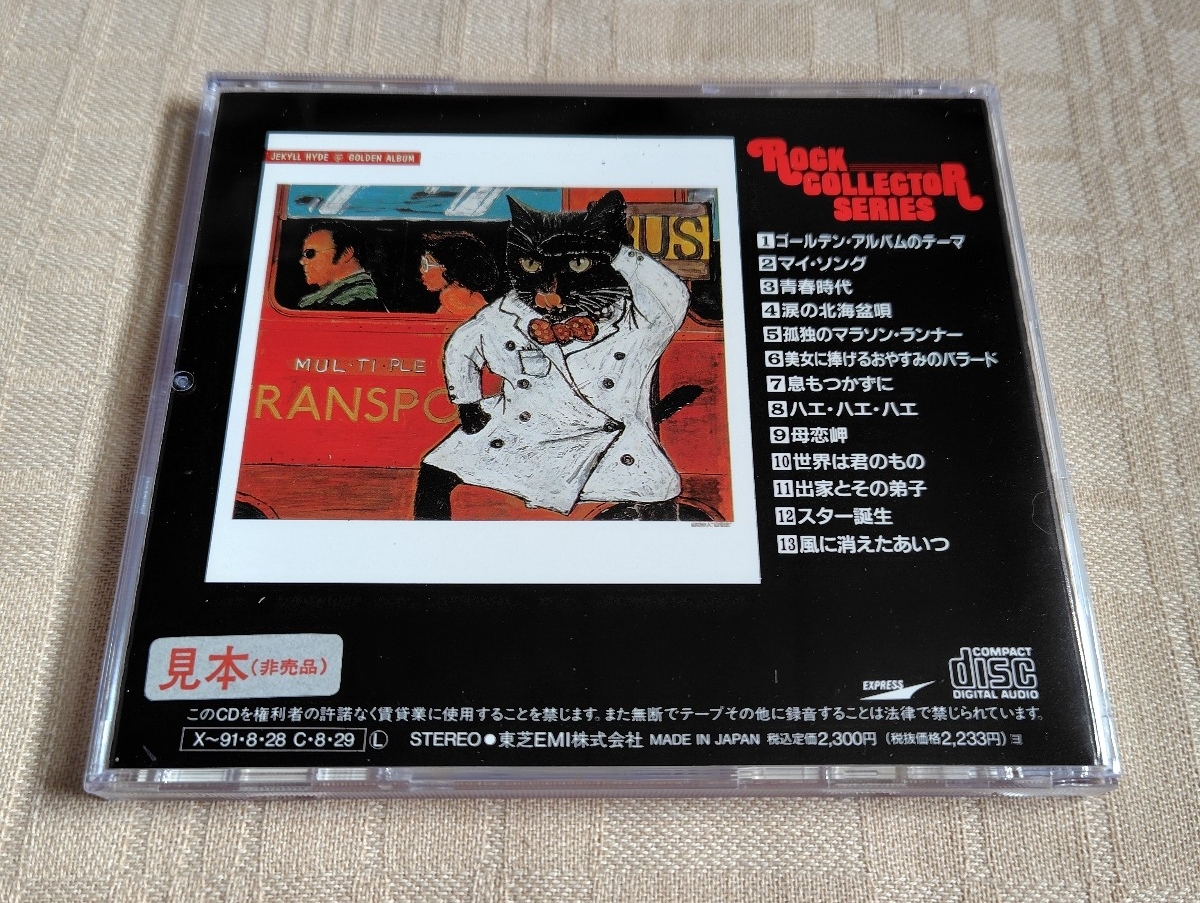 JEKYLL HYDE の GOLDEN ALBUM
BUS
MUL·TI·PLE
RANSPO
ROCK
COLLECTOR
SERIES
1 ゴールデン・アルバムのテーマ
2 マイ・ソング
3 青春時代
4 涙の北海盆唄
5 孤独のマラソン・ランナー
6 美女に捧げるおやすみのバラード
7 息もつかずに
8 ハエ・ハエ・ハエ
9 母恋岬
10 世界は君のもの
11 出家とその弟子
12 スター誕生
13 風に消えたあいつ
見本(非売品)
EXPRESS
COMPACT
disc
DIGITAL AUDIO
このCDを権利者の許諾なく賃貸業に使用することを禁じます。また無断でテープその他に録音することは法律で禁じられています。
X〜91・8・28 C・8・29 Ⓛ STEREO●東芝EMI株式会社 MADE IN JAPAN 税込定価2,300円 (税抜価格2,233円) ヨ